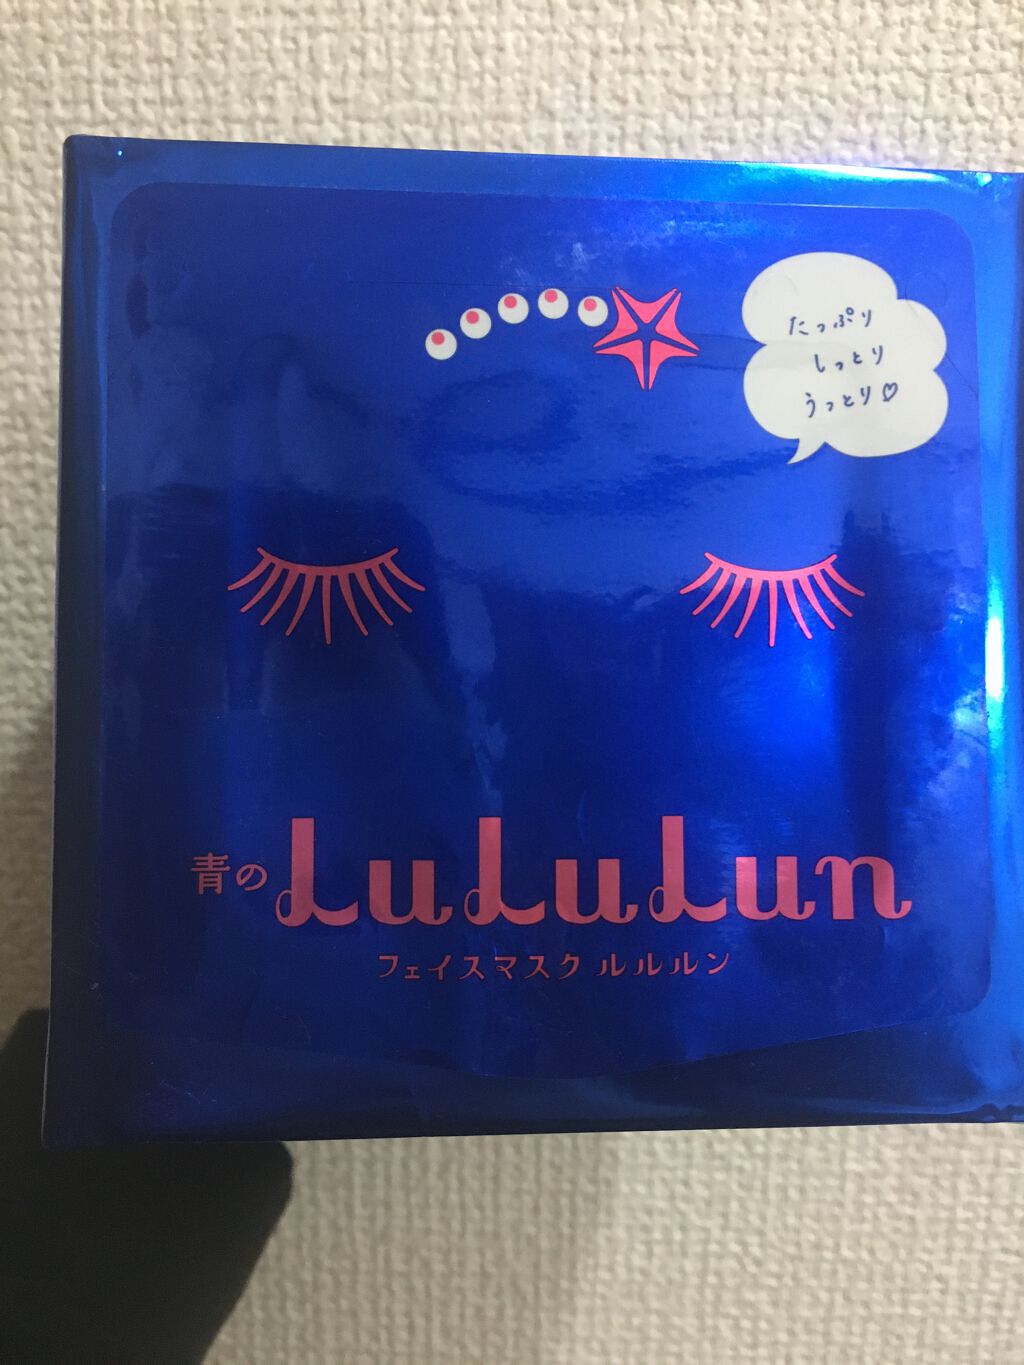 たっぷり
しっとり
うっとり♡
青のLuLuLun
フェイスマスク ルルルン